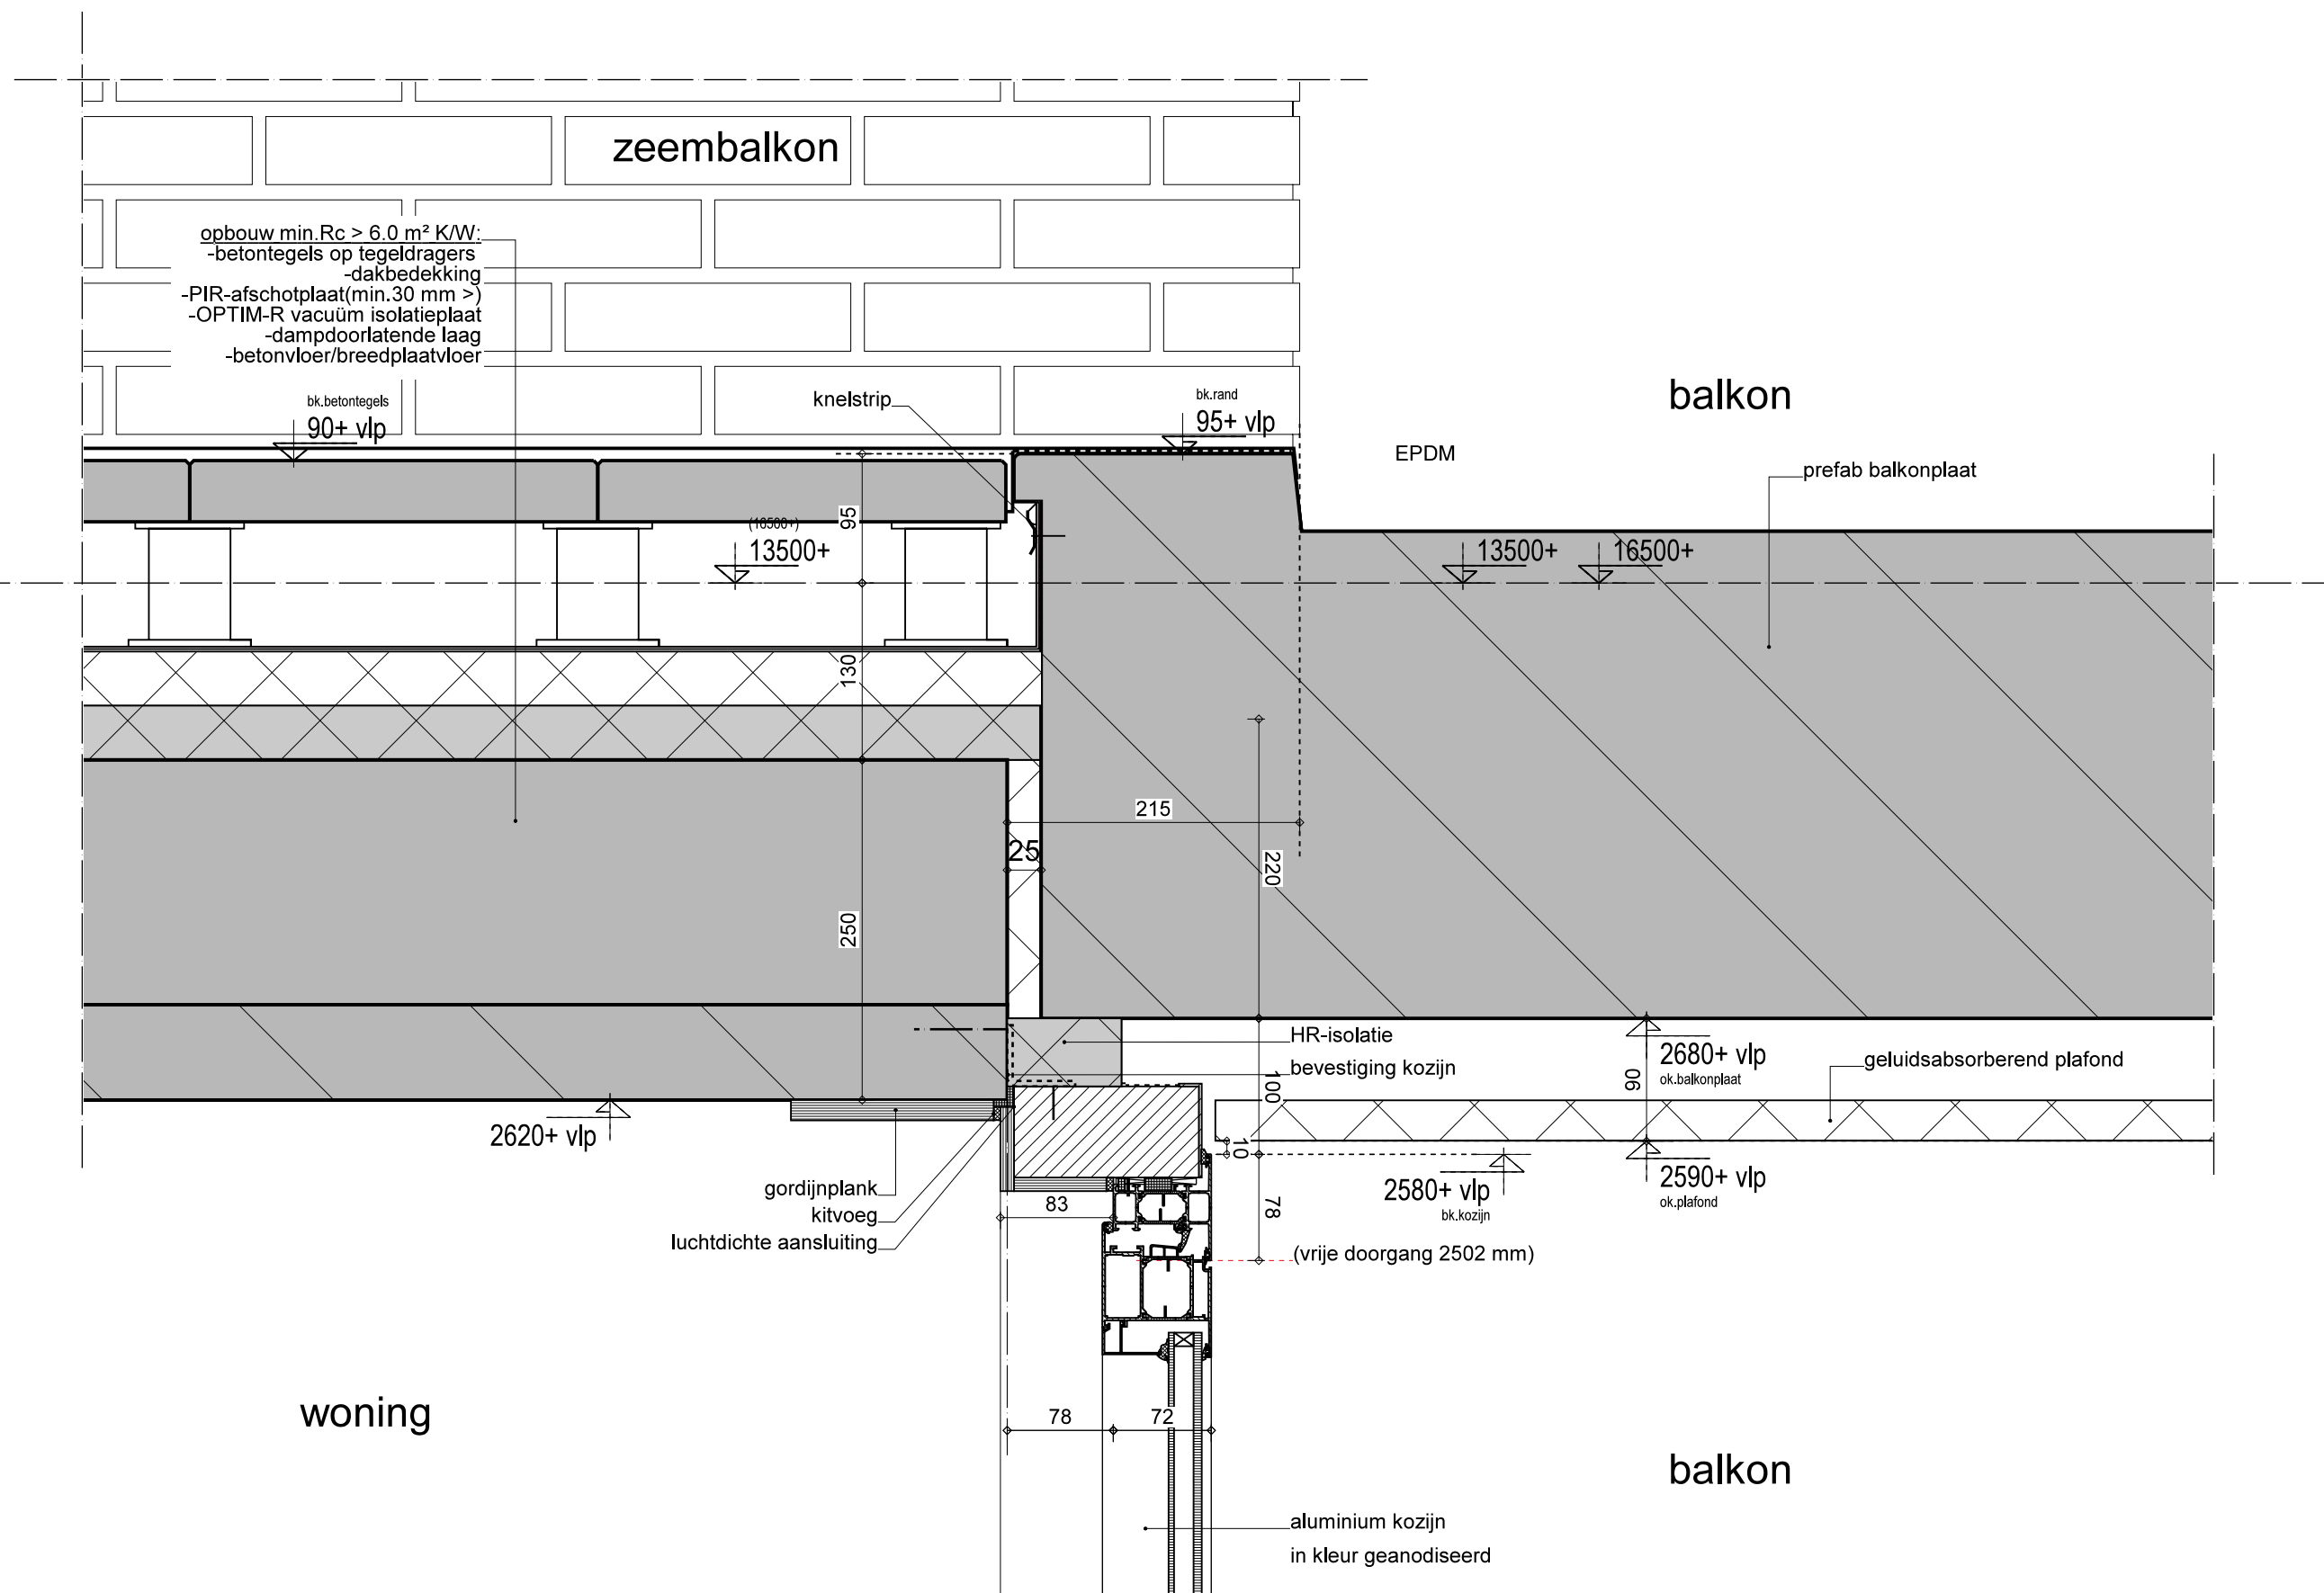 zeembalkon
opbouw min.Rc > 6.0 m² K/W:
-betontegels op tegeldragers
-dakbedekking
-PIR-afschotplaat(min.30 mm >)
-OPTIM-R vacuüm isolatieplaat
-dampdoorlatende laag
-betonvloer/breedplaatvloer
bk.betontegels
90+ vlp
knelstrip
bk.rand
95+ vlp
balkon
EPDM
prefab balkonplaat
95
(16500+)
13500+
13500+
16500+
130
215
25
220
250
HR-isolatie
bevestiging kozijn
100
2680+ vlp
ok.balkonplaat
90
geluidsabsorberend plafond
2620+ vlp
10
gordijnplank
kitvoeg
luchtdichte aansluiting
83
2580+ vlp
bk.kozijn
2590+ vlp
ok.plafond
78
(vrije doorgang 2502 mm)
woning
78
72
balkon
aluminium kozijn
in kleur geanodiseerd